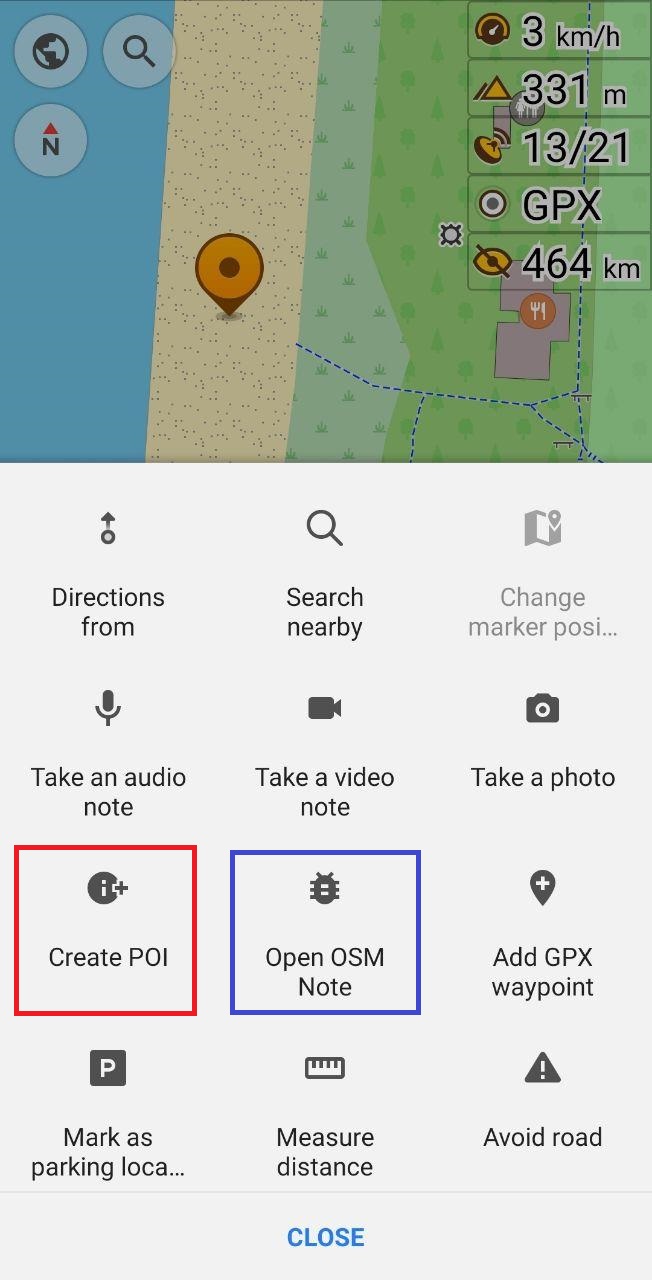 3 km/h
331 m
N
13/21
GPX
464 km
Directions
from
Search
nearby
Change
marker posi...
Take an audio
note
Take a video
note
Take a photo
Create POI
Open OSM
Note
Add GPX
waypoint
P
Mark as
parking loca...
Measure
distance
Avoid road
CLOSE